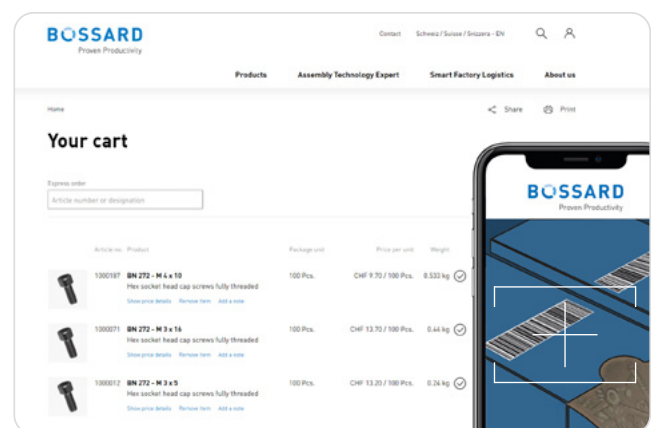 BOSSARD
Proven Productivity
Contact Schweiz / Suisse / Svizzera - EN
Products Assembly Technology Expert Smart Factory Logistics About us
Home
Share Print
Your cart
Express order
Article number or designation
Article no. Product Package unit Price per unit Weight
1000187 BN 272 - M 4 x 10 100 Pcs. CHF 9.70 / 100 Pcs. 0.533 kg
Hex socket head cap screws fully threaded
Show price details Remove item Add a note
1000071 BN 272 - M 3 x 16 100 Pcs. CHF 13.70 / 100 Pcs. 0.44 kg
Hex socket head cap screws fully threaded
Show price details Remove item Add a note
1000012 BN 272 - M 3 x 5 100 Pcs. CHF 13.20 / 100 Pcs. 0.24 kg
Hex socket head cap screws fully threaded
Show price details Remove item Add a note
BOSSARD
Proven Productivity